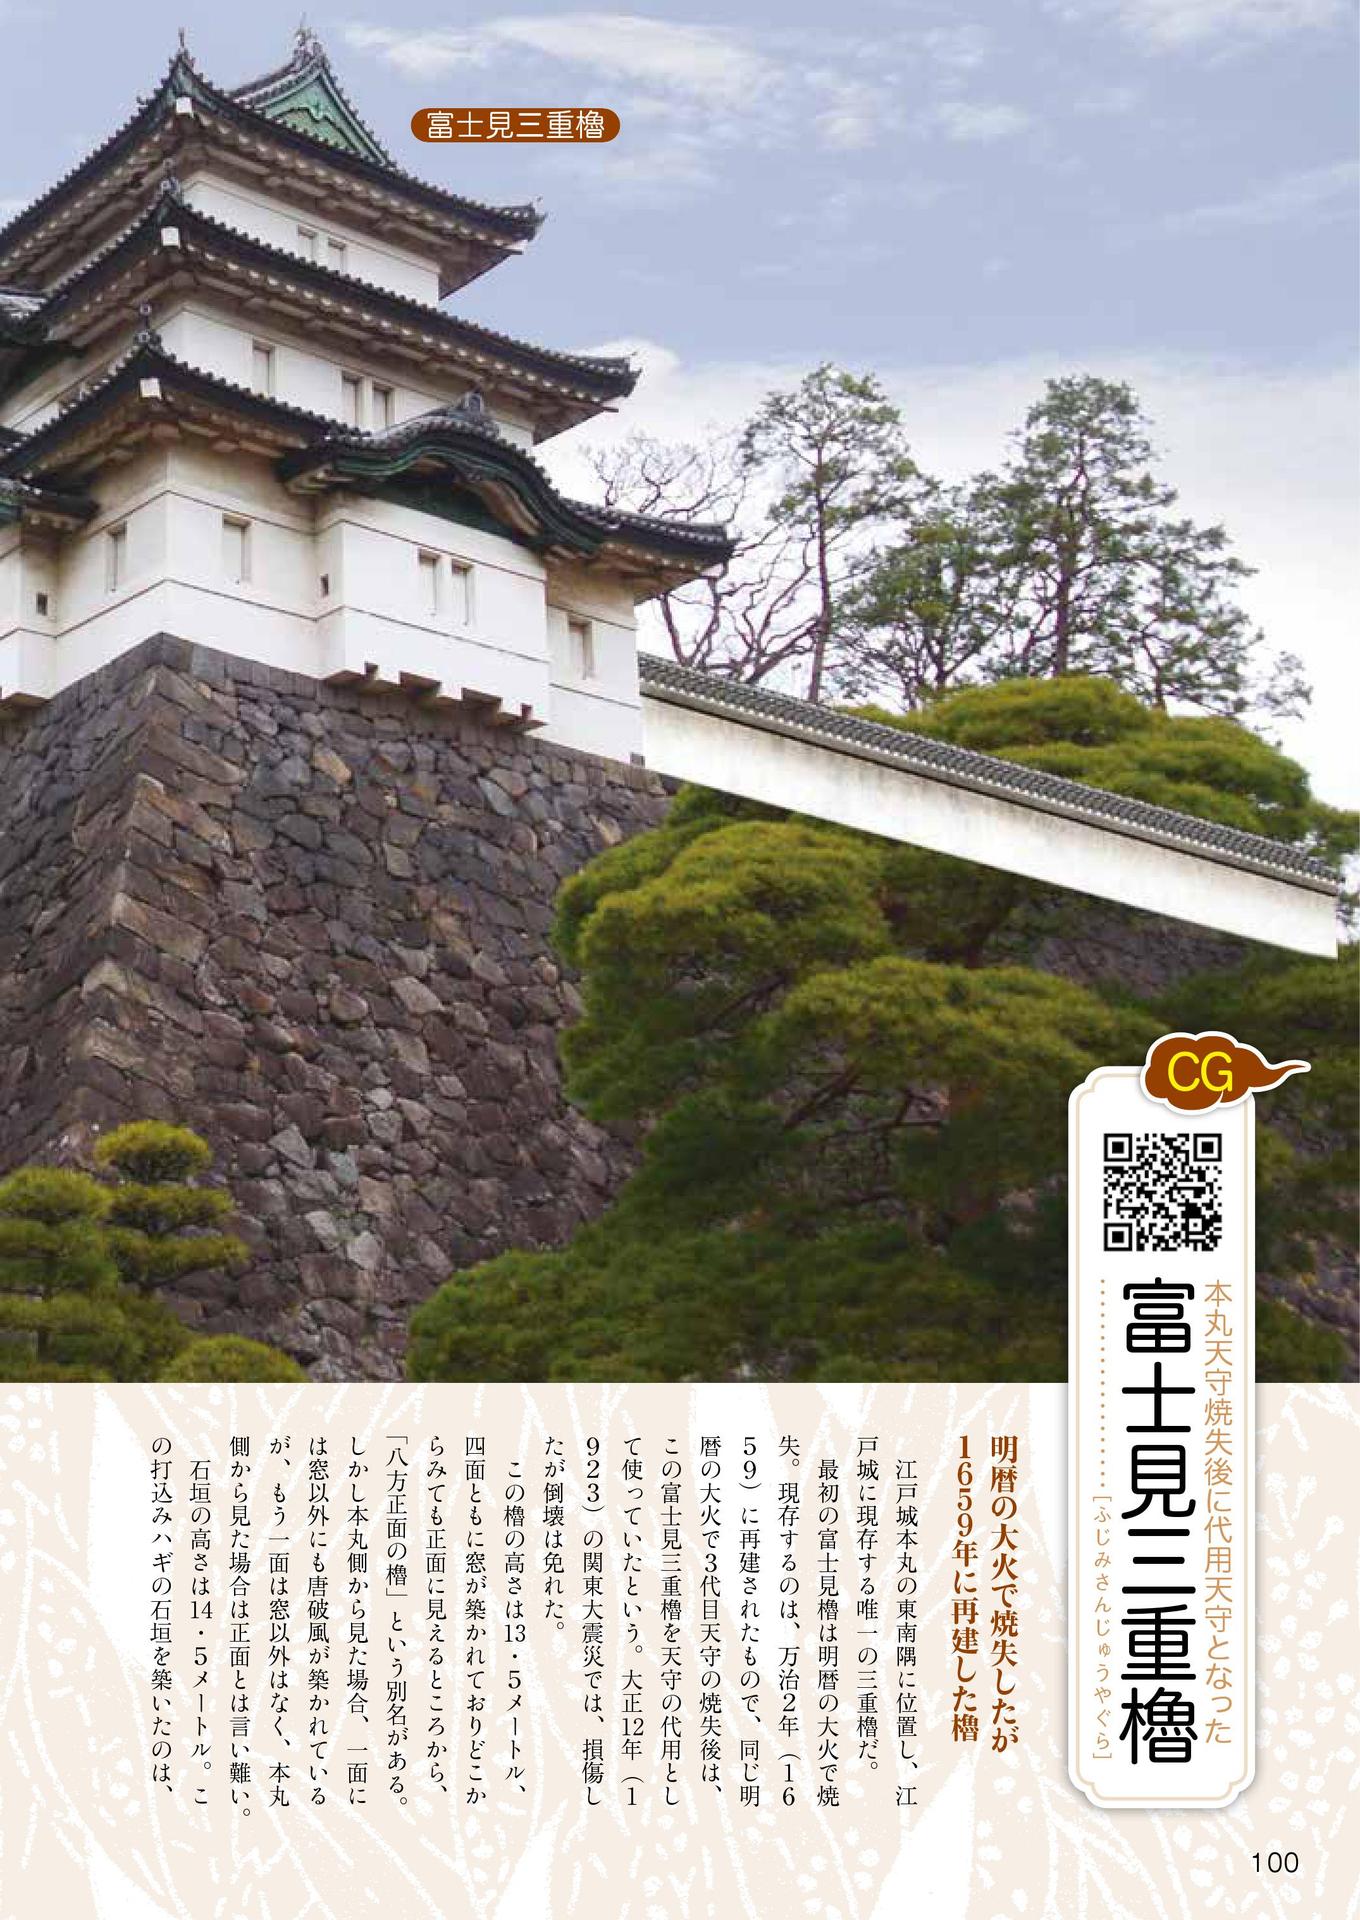 富士見三重櫓
CG
本丸天守焼失後に代用天守となった
富士見三重櫓
［ふじみさんじゅうやぐら］
明暦の大火で焼失したが
1659年に再建した櫓
江戸城本丸の東南隅に位置し、江
戸城に現存する唯一の三重櫓だ。
最初の富士見櫓は明暦の大火で焼
失。現存するのは、万治2年（16
59）に再建されたもので、同じ明
暦の大火で3代目天守の焼失後は、
この富士見三重櫓を天守の代用とし
て使っていたという。大正12年（1
923）の関東大震災では、損傷し
たが倒壊は免れた。
この櫓の高さは13・5メートル、
四面ともに窓が築かれておりどこか
らみても正面に見えるところから、
「八方正面の櫓」という別名がある。
しかし本丸側から見た場合、一面に
は窓以外にも唐破風が築かれている
が、もう一面は窓以外はなく、本丸
側から見た場合は正面とは言い難い。
石垣の高さは14・5メートル。こ
の打込みハギの石垣を築いたのは、
100